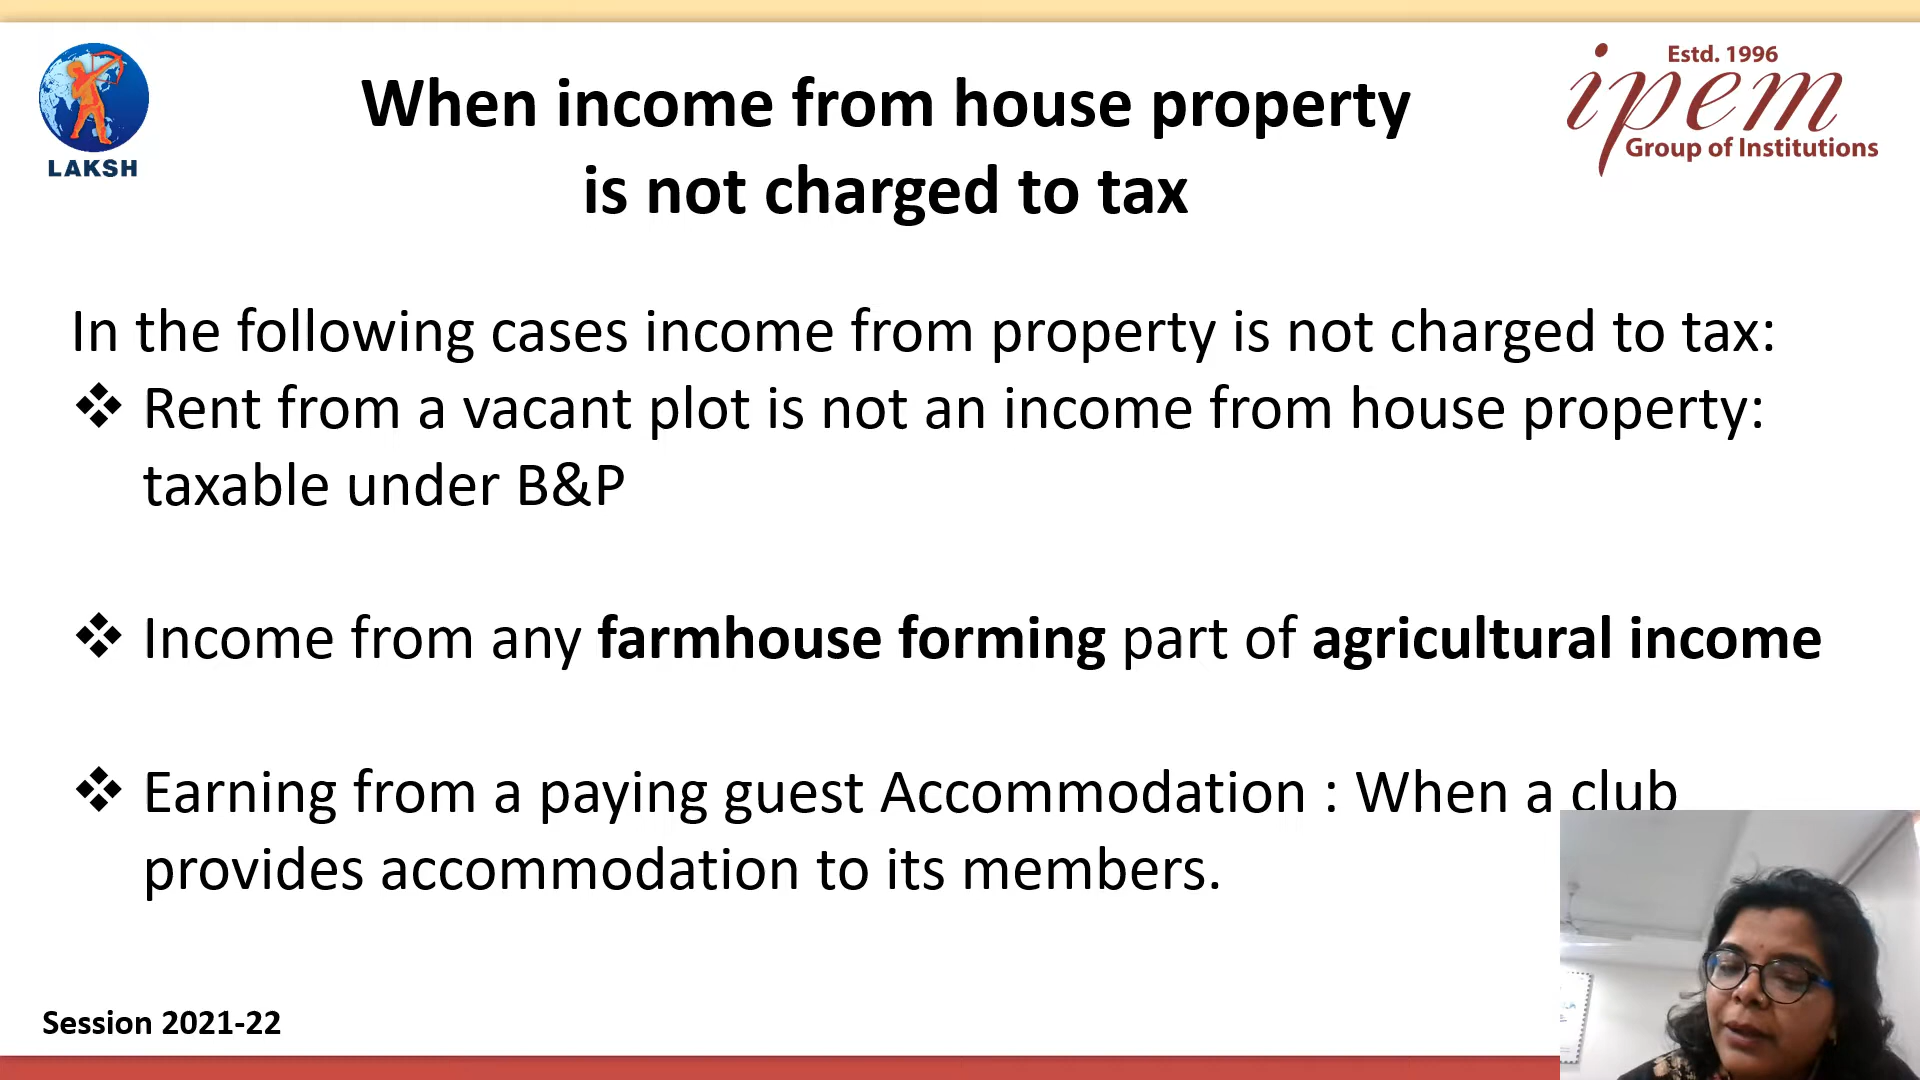 LAKSH
When income from house property
is not charged to tax
Estd. 1996
ipem
Group of Institutions
In the following cases income from property is not charged to tax:
❖ Rent from a vacant plot is not an income from house property:
taxable under B&P
❖ Income from any farmhouse forming part of agricultural income
❖ Earning from a paying guest Accommodation : When a club
provides accommodation to its members.
Session 2021-22